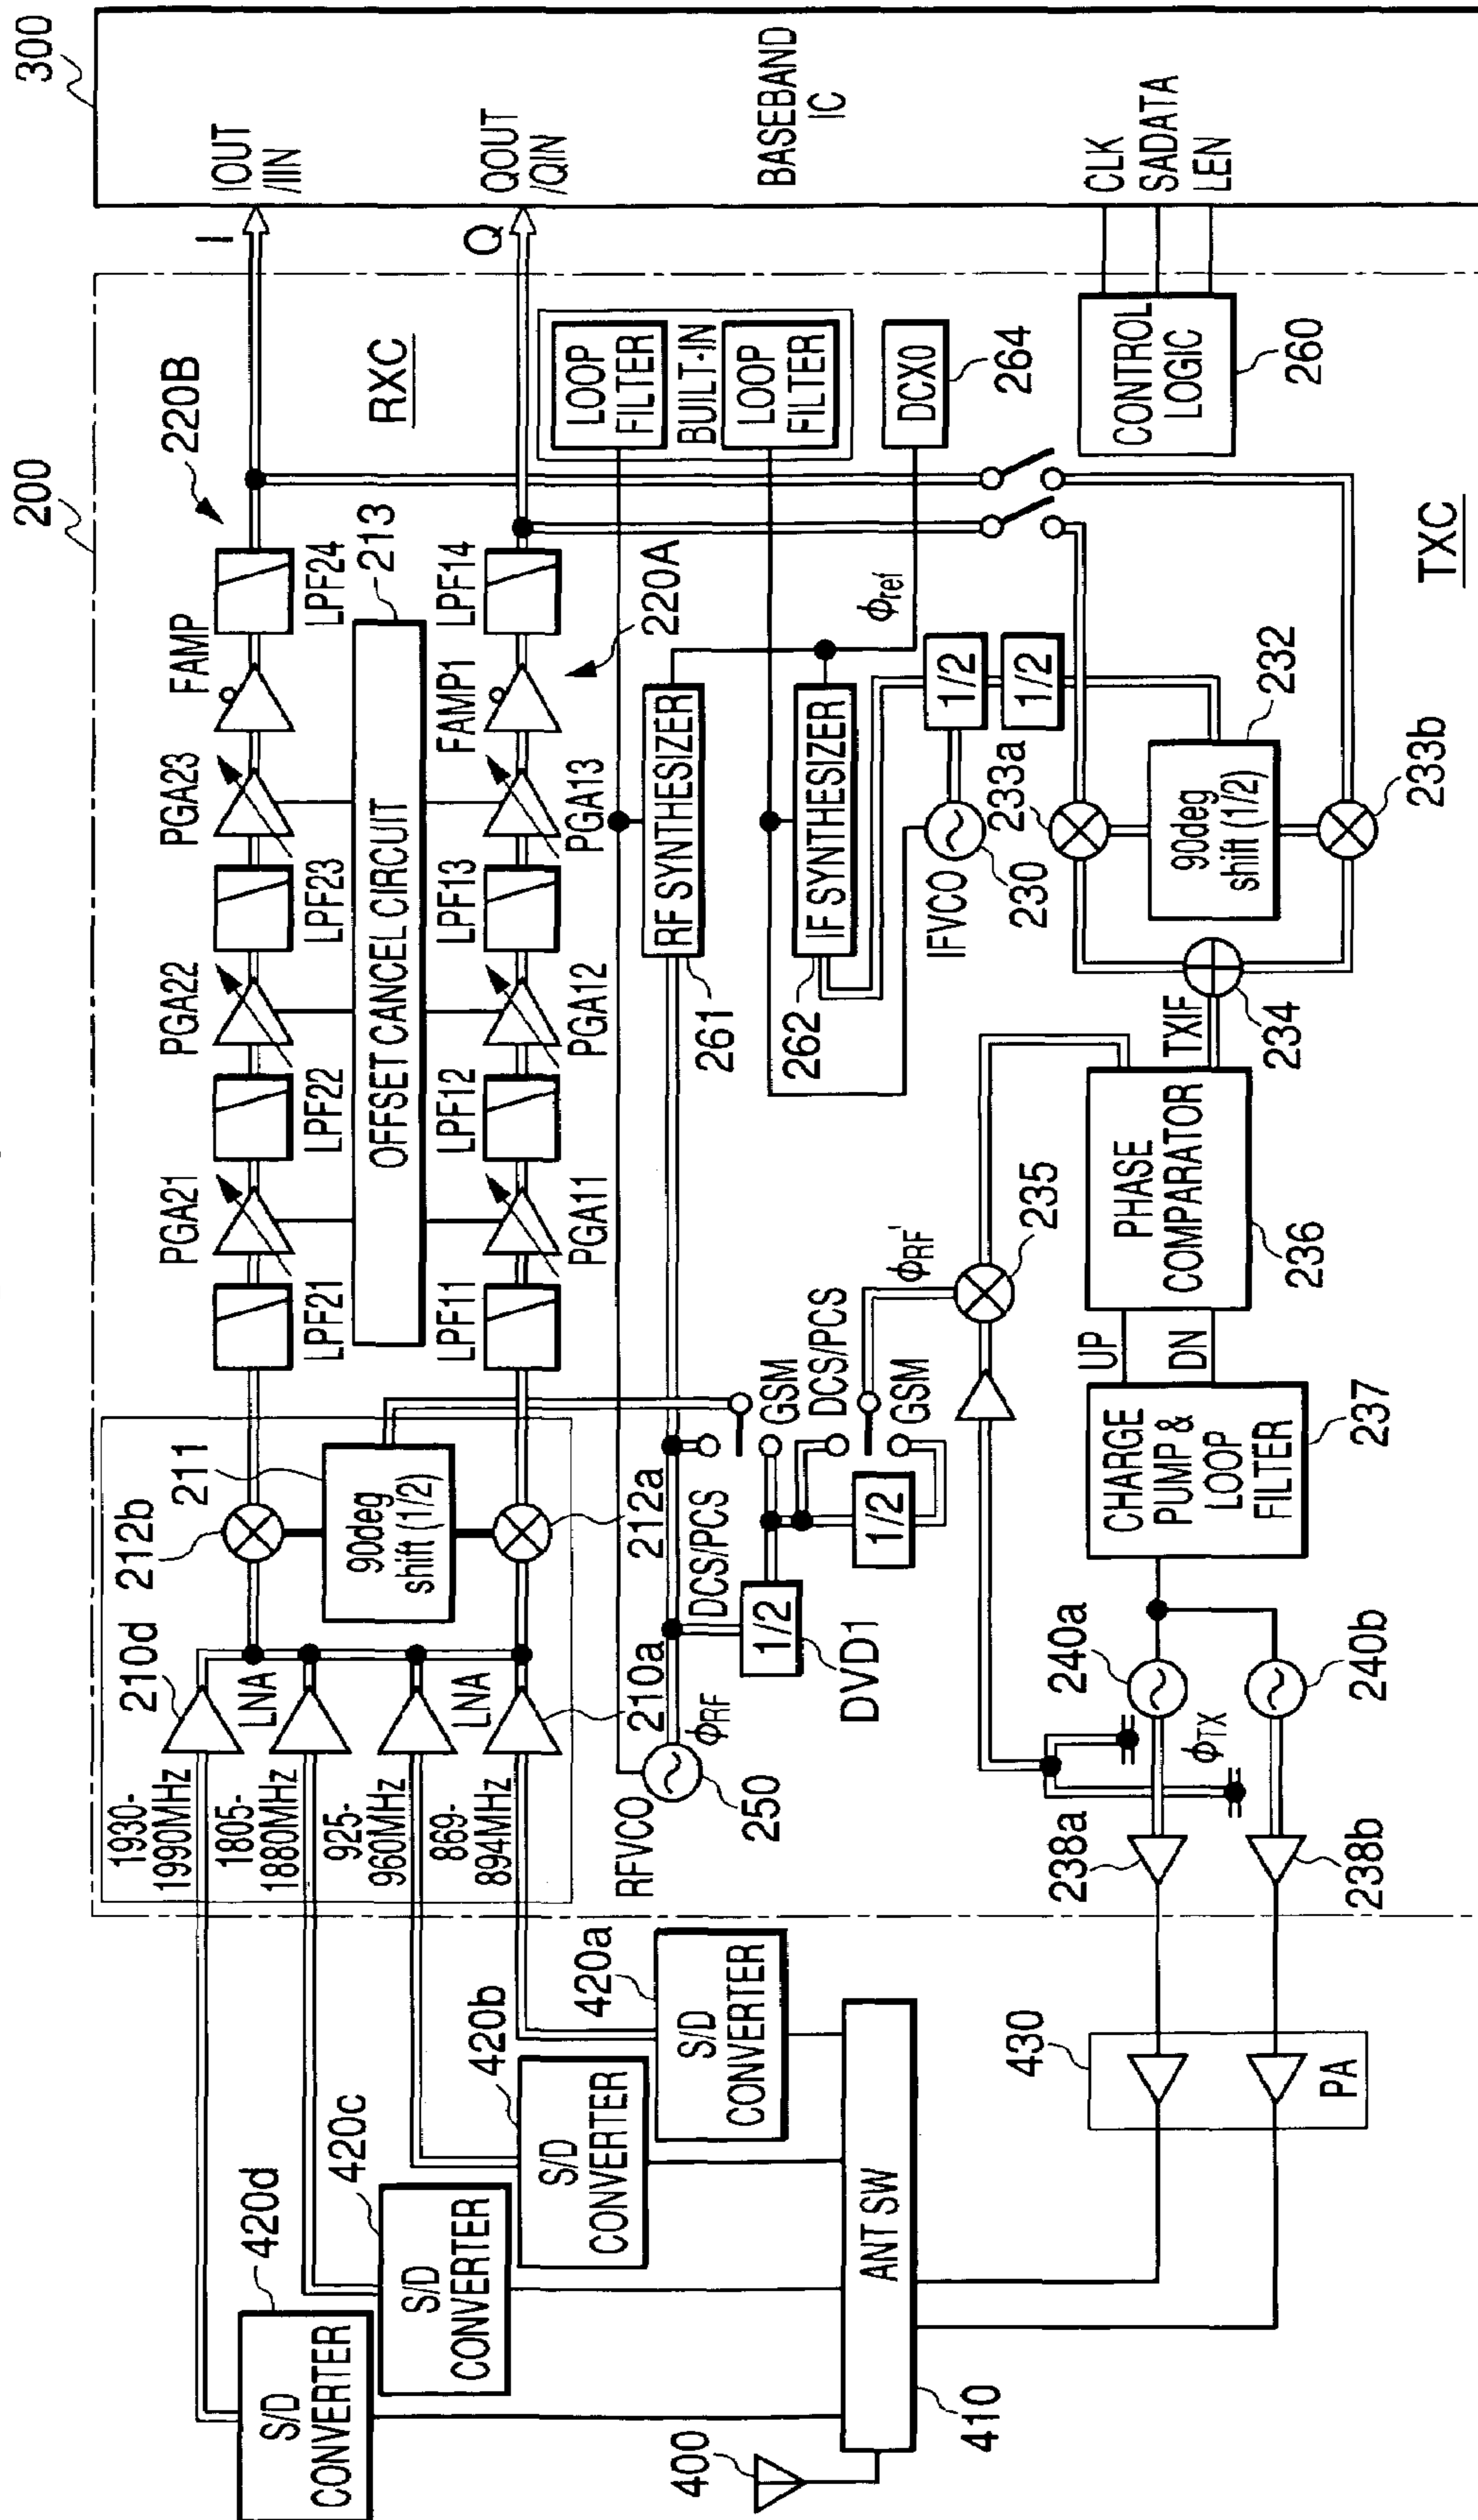 300
200
IOUT
/IIN
QOUT
/QIN
BASEBAND
IC
CLK
SADATA
LEN
I
Q
220B
RXC
LOOP
FILTER
BUILT-IN
LOOP
FILTER
DCX0
264
CONTROL
LOGIC
260
TXC
420d
S/D
CONVERTER
420c
S/D
CONVERTER
420b
S/D
CONVERTER
420a
S/D
CONVERTER
400
410
ANT SW
430
PA
1930-
1990MHz
1805-
1880MHz
925-
960MHz
869-
894MHz
210d
LNA
LNA
210a
212b
211
90deg
shift (1/2)
212a
LPF21
PGA21
LPF22
PGA22
LPF23
PGA23
FAMP
LPF24
OFFSET CANCEL CIRCUIT
213
LPF11
PGA11
LPF12
PGA12
LPF13
PGA13
FAMP1
LPF14
220A
RFVCO
250
ϕRF
DCS/PCS
1/2
DVD1
GSM
DCS/PCS
GSM
1/2
ϕRF'
RF SYNTHESIZER
261
IF SYNTHESIZER
262
ϕref
IFVCO
230
1/2
1/2
233a
90deg
shift (1/2)
232
233b
234
TXIF
235
PHASE
COMPARATOR
236
UP
DN
CHARGE
PUMP &
LOOP
FILTER
237
240a
240b
ϕTX
238a
238b